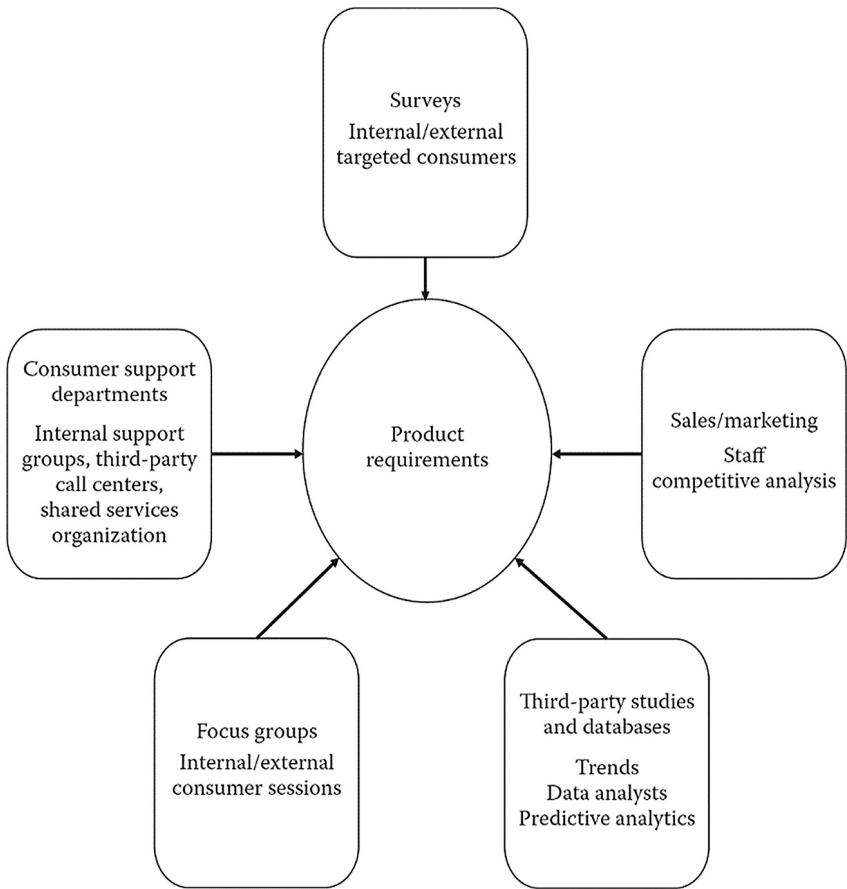 Surveys
Internal/external
targeted consumers
Consumer support
departments
Internal support
groups, third-party
call centers,
shared services
organization
Product
requirements
Sales/marketing
Staff
competitive analysis
Focus groups
Internal/external
consumer sessions
Third-party studies
and databases
Trends
Data analysts
Predictive analytics